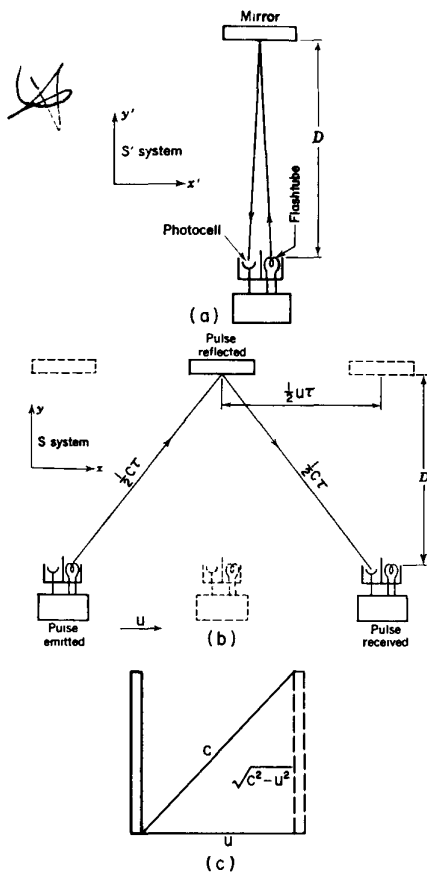 Mirror
y'
S' system
x'
D
Flashtube
Photocell
(a)
Pulse
reflected
½uτ
y
S system
x
½cτ
½cτ
D
Pulse
emitted
u
(b)
Pulse
received
c
√c²−u²
u
(c)